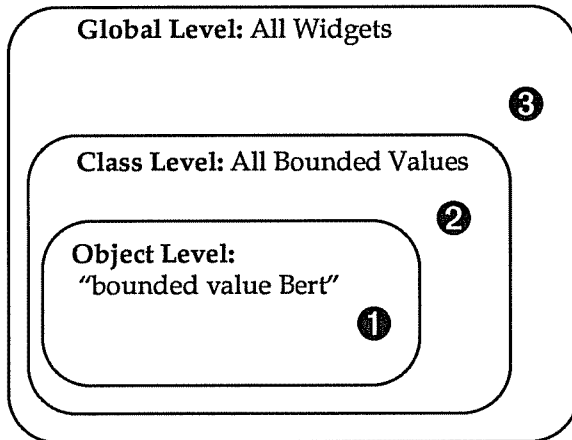 Global Level: All Widgets
3
Class Level: All Bounded Values
2
Object Level:
“bounded value Bert”
1